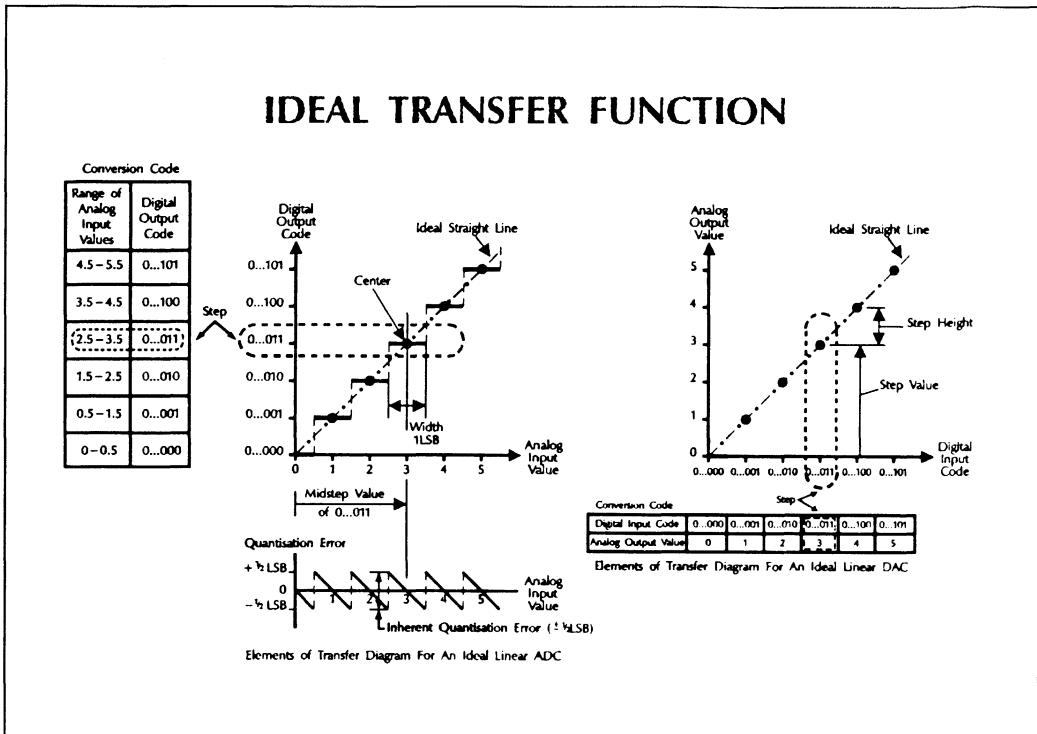 IDEAL TRANSFER FUNCTION
Conversion Code
Range of Analog Input Values
Digital Output Code
4.5 – 5.5 0...101
3.5 – 4.5 0...100
2.5 – 3.5 0...011
1.5 – 2.5 0...010
0.5 – 1.5 0...001
0 – 0.5 0...000
Step
Digital Output Code
0...101
0...100
0...011
0...010
0...001
0...000
Ideal Straight Line
Center
Width 1LSB
0 1 2 3 4 5
Analog Input Value
Midstep Value of 0...011
Quantisation Error
+ ½ LSB
0
– ½ LSB
1 2 3 4 5
Analog Input Value
Inherent Quantisation Error ( ± ½LSB)
Elements of Transfer Diagram For An Ideal Linear ADC
Analog Output Value
Ideal Straight Line
5
4
3
2
1
0
Step Height
Step Value
Digital Input Code
0...000 0...001 0...010 0...011 0...100 0...101
Step
Conversion Code
Digital Input Code 0...000 0...001 0...010 0...011 0...100 0...101
Analog Output Value 0 1 2 3 4 5
Elements of Transfer Diagram For An Ideal Linear DAC